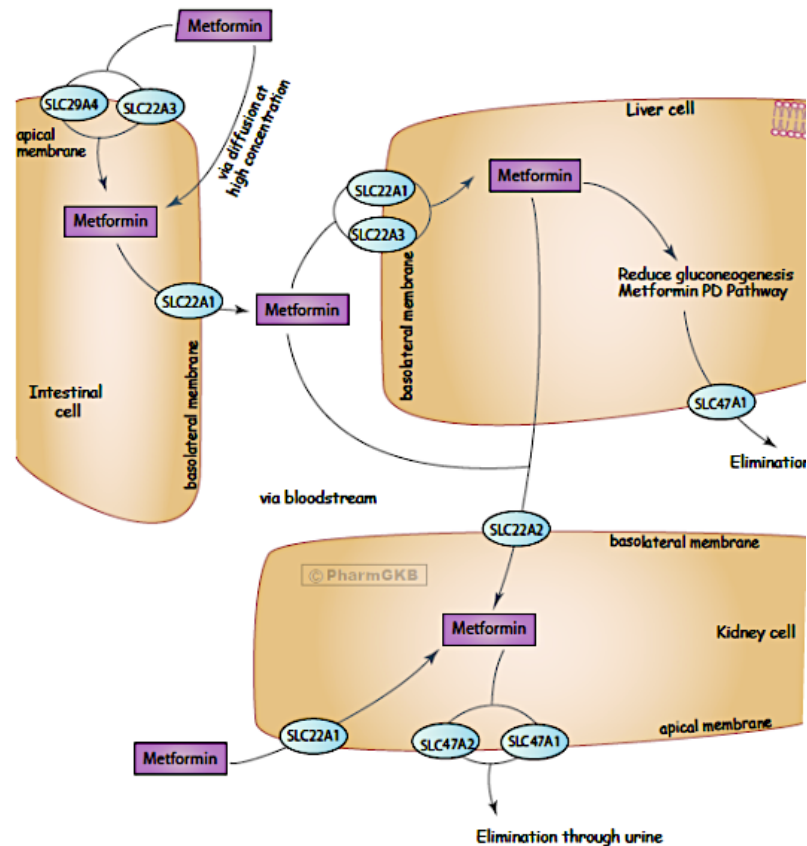 Metformin
SLC29A4
SLC22A3
apical
membrane
via diffusion at
high concentration
Metformin
SLC22A1
basolateral membrane
Intestinal
cell
Metformin
Liver cell
SLC22A1
SLC22A3
basolateral membrane
Metformin
Reduce gluconeogenesis
Metformin PD Pathway
SLC47A1
Elimination
via bloodstream
SLC22A2
basolateral membrane
© PharmGKB
Metformin
Kidney cell
SLC22A1
Metformin
SLC47A2
SLC47A1
apical membrane
Elimination through urine